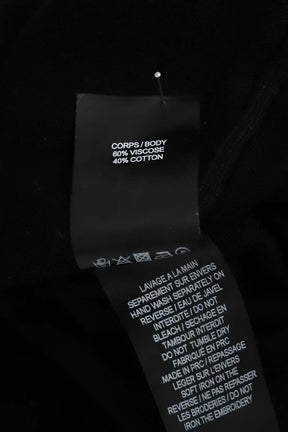 CORPS / BODY
60% VISCOSE
40% COTTON
LAVAGE A LA MAIN
SEPAREMENT SUR ENVERS
HAND WASH SEPARATELY ON
REVERSE / EAU DE JAVEL
INTERDITE / DO NOT
BLEACH / SECHAGE EN
TAMBOUR INTERDIT
DO NOT TUMBLE DRY
FABRIQUÉ EN PRC
MADE IN PRC / REPASSAGE
LEGER SUR L'ENVERS
SOFT IRON ON THE
REVERSE / NE PAS REPASSER
LES BRODERIES / DO NOT
IRON THE EMBROIDERY